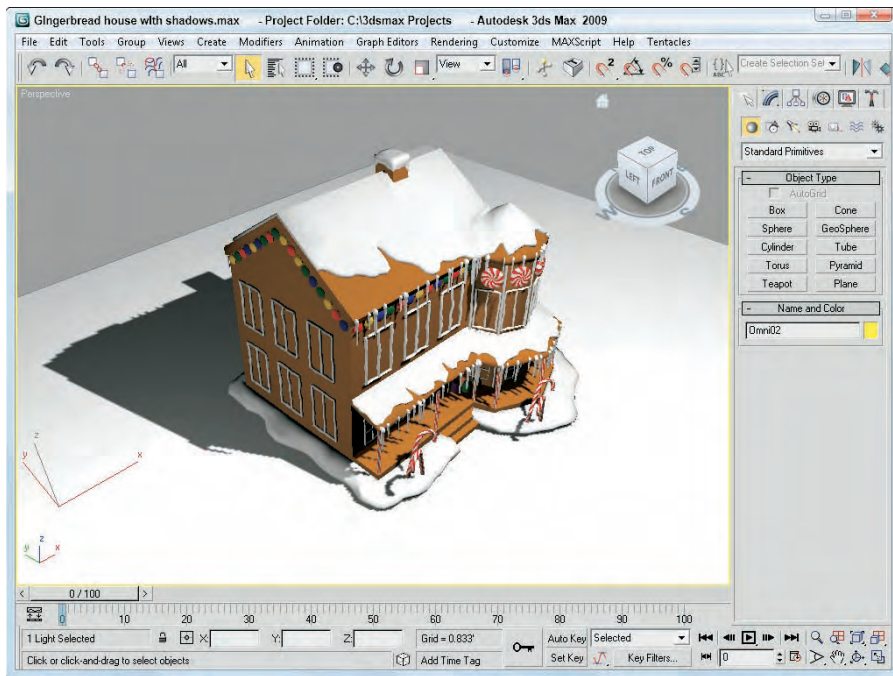 GIngerbread house wIth shadows.max - Project Folder: C:\3dsmax Projects - Autodesk 3ds Max 2009
File Edit Tools Group Views Create Modifiers Animation Graph Editors Rendering Customize MAXScript Help Tentacles
All View Create Selection Set
Perspective
TOP
LEFT FRONT
W S
Standard Primitives
- Object Type
AutoGrid
Box Cone
Sphere GeoSphere
Cylinder Tube
Torus Pyramid
Teapot Plane
- Name and Color
Omni02
z
y x
z
y x
< 0 / 100 >
0 10 20 30 40 50 60 70 80 90 100
1 Light Selected X: Y: Z: Grid = 0.833' Auto Key Selected
Click or click-and-drag to select objects Add Time Tag Set Key Key Filters... 0